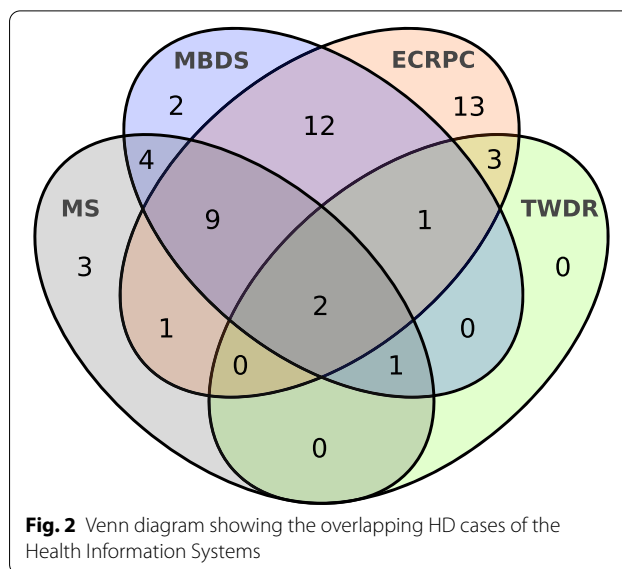 MBDS
ECRPC
2
12
13
4
3
MS
9
1
TWDR
3
0
2
1
0
0
1
0
Fig. 2 Venn diagram showing the overlapping HD cases of the
Health Information Systems